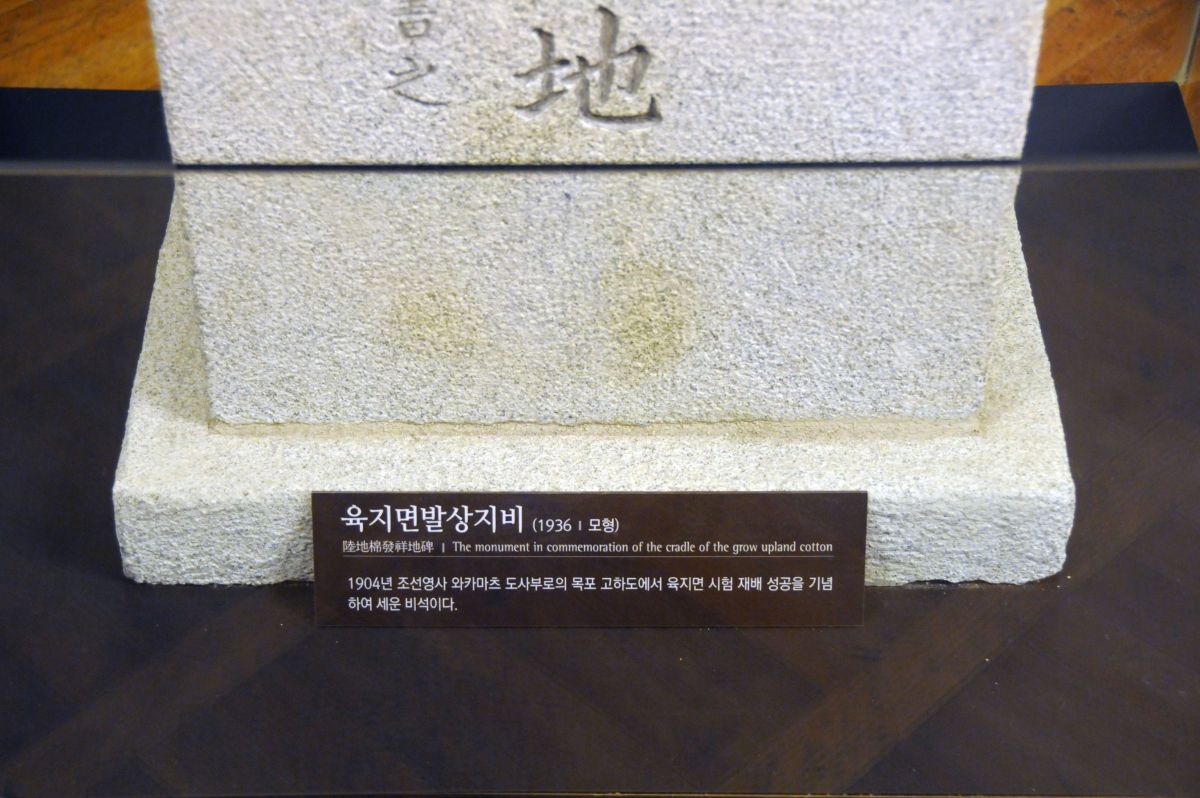 地
書之
육지면발상지비 (1936 | 모형)
陸地棉發祥地碑 | The monument in commemoration of the cradle of the grow upland cotton
1904년 조선영사 와카마츠 도사부로의 목포 고하도에서 육지면 시험 재배 성공을 기념
하여 세운 비석이다.